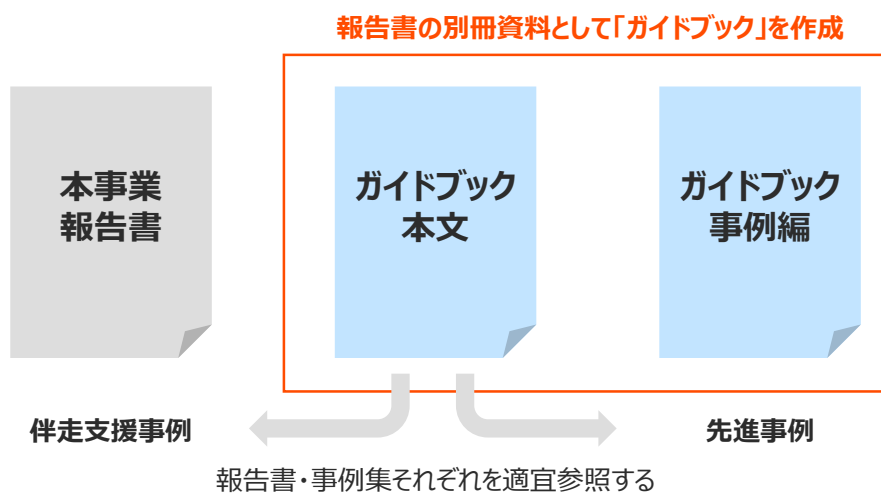 報告書の別冊資料として「ガイドブック」を作成
本事業
報告書
ガイドブック
本文
ガイドブック
事例編
伴走支援事例
先進事例
報告書・事例集それぞれを適宜参照する